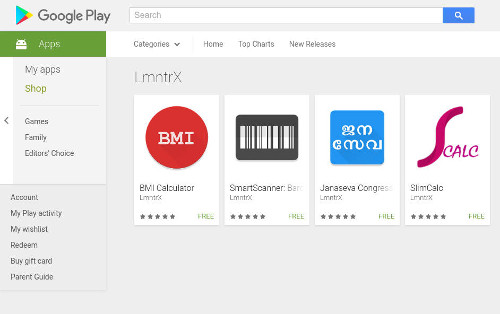 Google Play
Search
Apps
Categories
Home
Top Charts
New Releases
My apps
Shop
Games
Family
Editors' Choice
Account
My Play activity
My wishlist
Redeem
Buy gift card
Parent Guide
LmntrX
BMI
BMI Calculator
LmntrX
FREE
SmartScanner: Bar
LmntrX
FREE
ജന
സേവ
Janaseva Congres
LmntrX
FREE
S CALC
SlimCalc
LmntrX
FREE